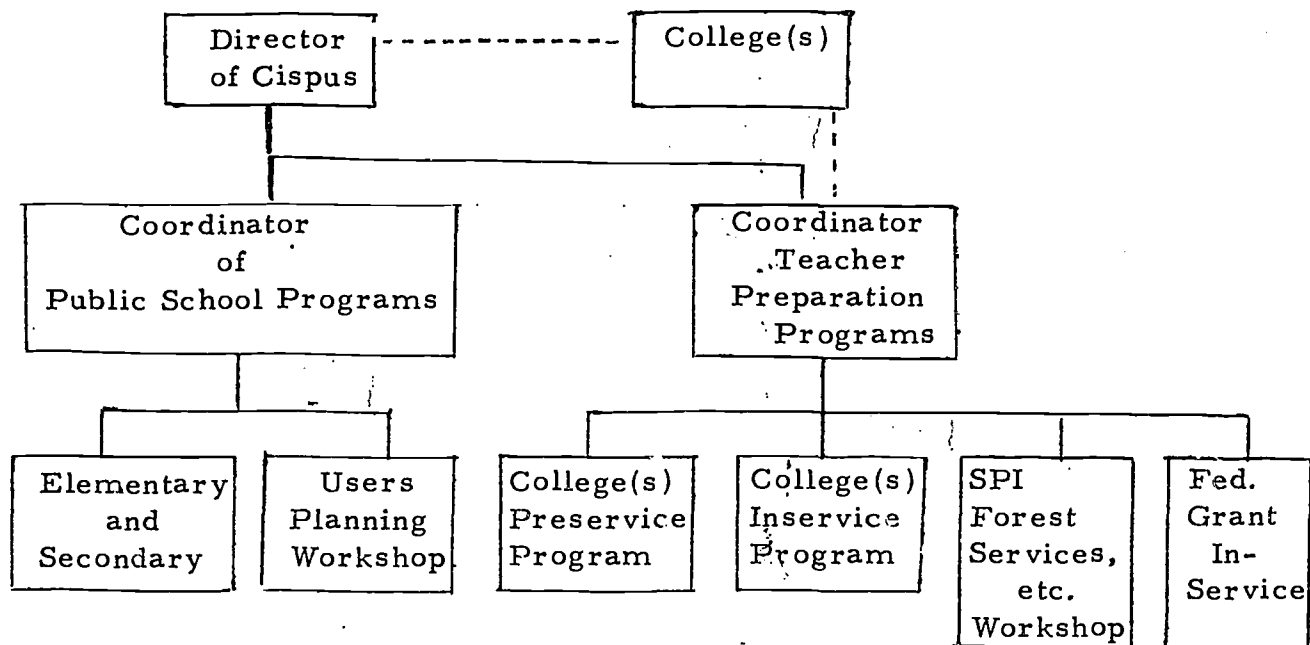 Director
of Cispus
College(s)
Coordinator
of
Public School Programs
Coordinator
Teacher
Preparation
Programs
Elementary
and
Secondary
Users
Planning
Workshop
College(s)
Preservice
Program
College(s)
Inservice
Program
SPI
Forest
Services,
etc.
Workshop
Fed.
Grant
In-
Service